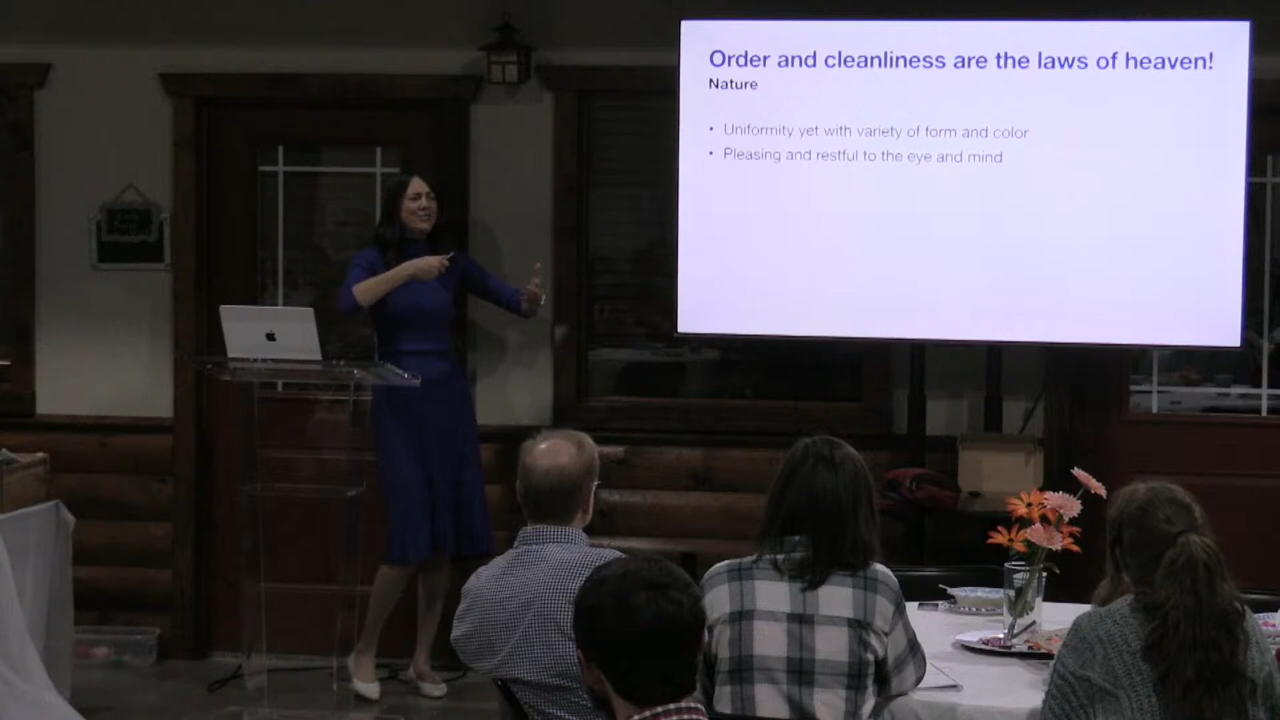 Order and cleanliness are the laws of heaven!
Nature
• Uniformity yet with variety of form and color
• Pleasing and restful to the eye and mind